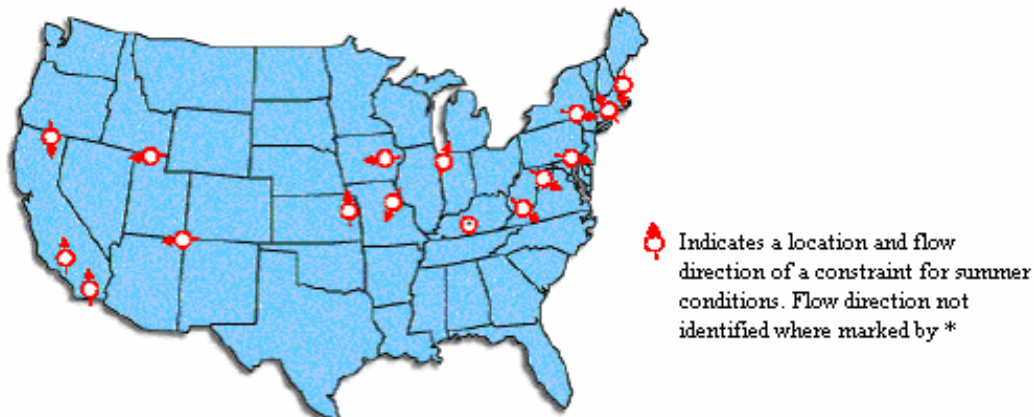 Indicates a location and flow
direction of a constraint for summer
conditions. Flow direction not
identified where marked by *